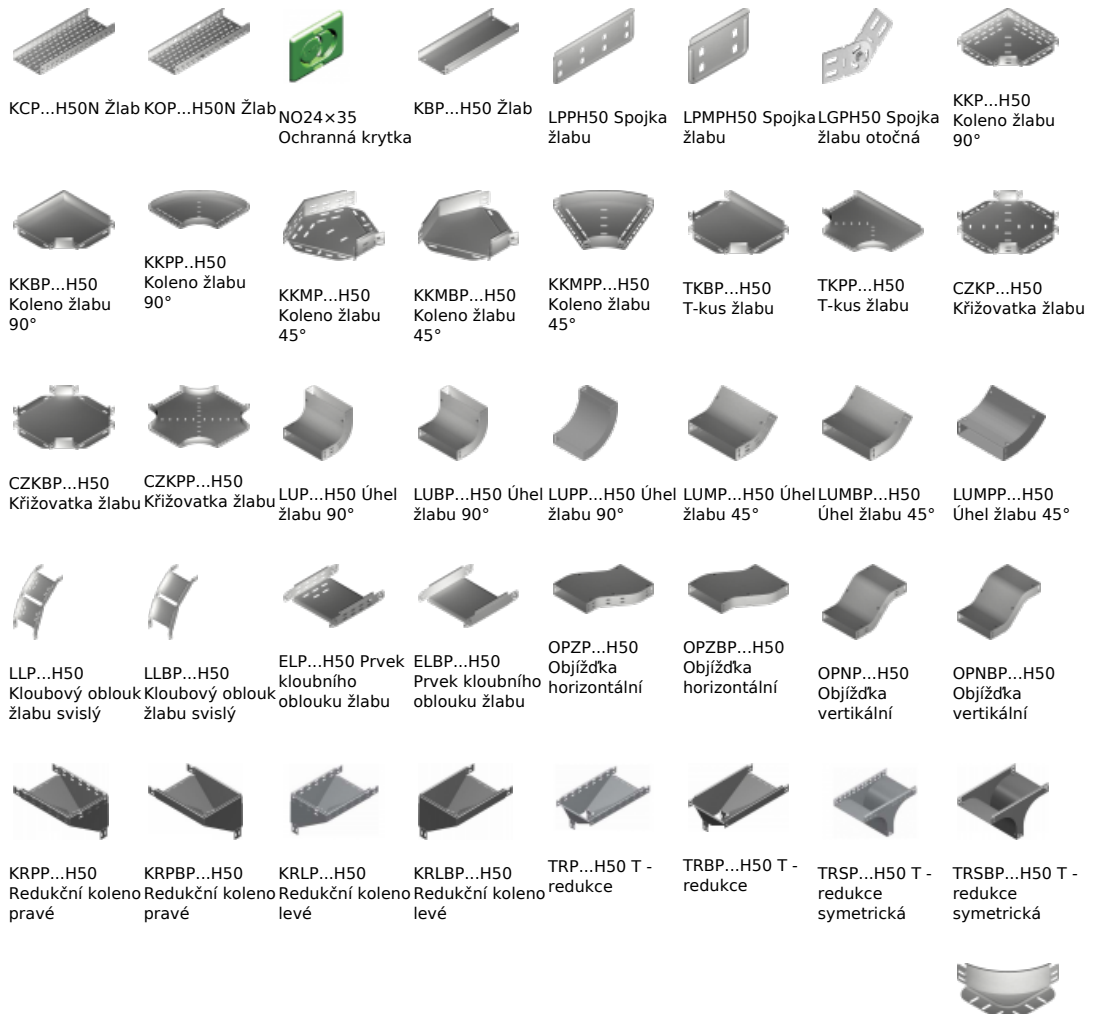 KCP...H50N Žlab
KOP...H50N Žlab
NO24×35
Ochranná krytka
KBP...H50 Žlab
LPPH50 Spojka
žlabu
LPMPH50 Spojka
žlabu
LGPH50 Spojka
žlabu otočná
KKP...H50
Koleno žlabu
90°
KKBP...H50
Koleno žlabu
90°
KKPP..H50
Koleno žlabu
90°
KKMP...H50
Koleno žlabu
45°
KKMBP...H50
Koleno žlabu
45°
KKMPP...H50
Koleno žlabu
45°
TKBP...H50
T-kus žlabu
TKPP...H50
T-kus žlabu
CZKP...H50
Křižovatka žlabu
CZKBP...H50
Křižovatka žlabu
CZKPP...H50
Křižovatka žlabu
LUP...H50 Úhel
žlabu 90°
LUBP...H50 Úhel
žlabu 90°
LUPP...H50 Úhel
žlabu 90°
LUMP...H50 Úhel
žlabu 45°
LUMBP...H50
Úhel žlabu 45°
LUMPP...H50
Úhel žlabu 45°
LLP...H50
Kloubový oblouk
žlabu svislý
LLBP...H50
Kloubový oblouk
žlabu svislý
ELP...H50 Prvek
kloubního
oblouku žlabu
ELBP...H50
Prvek kloubního
oblouku žlabu
OPZP...H50
Objížďka
horizontální
OPZBP...H50
Objížďka
horizontální
OPNP...H50
Objížďka
vertikální
OPNBP...H50
Objížďka
vertikální
KRPP...H50
Redukční koleno
pravé
KRPBP...H50
Redukční koleno
pravé
KRLP...H50
Redukční koleno
levé
KRLBP...H50
Redukční koleno
levé
TRP...H50 T -
redukce
TRBP...H50 T -
redukce
TRSP...H50 T -
redukce
symetrická
TRSBP...H50 T -
redukce
symetrická